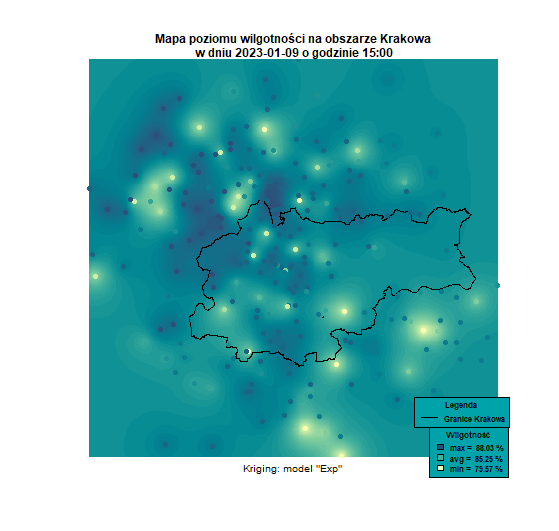 Mapa poziomu wilgotności na obszarze Krakowa
w dniu 2023-01-09 o godzinie 15:00
Legenda
Granice Krakowa
Wilgotność
max = 88.03 %
avg = 85.25 %
min = 79.57 %
Kriging: model "Exp"